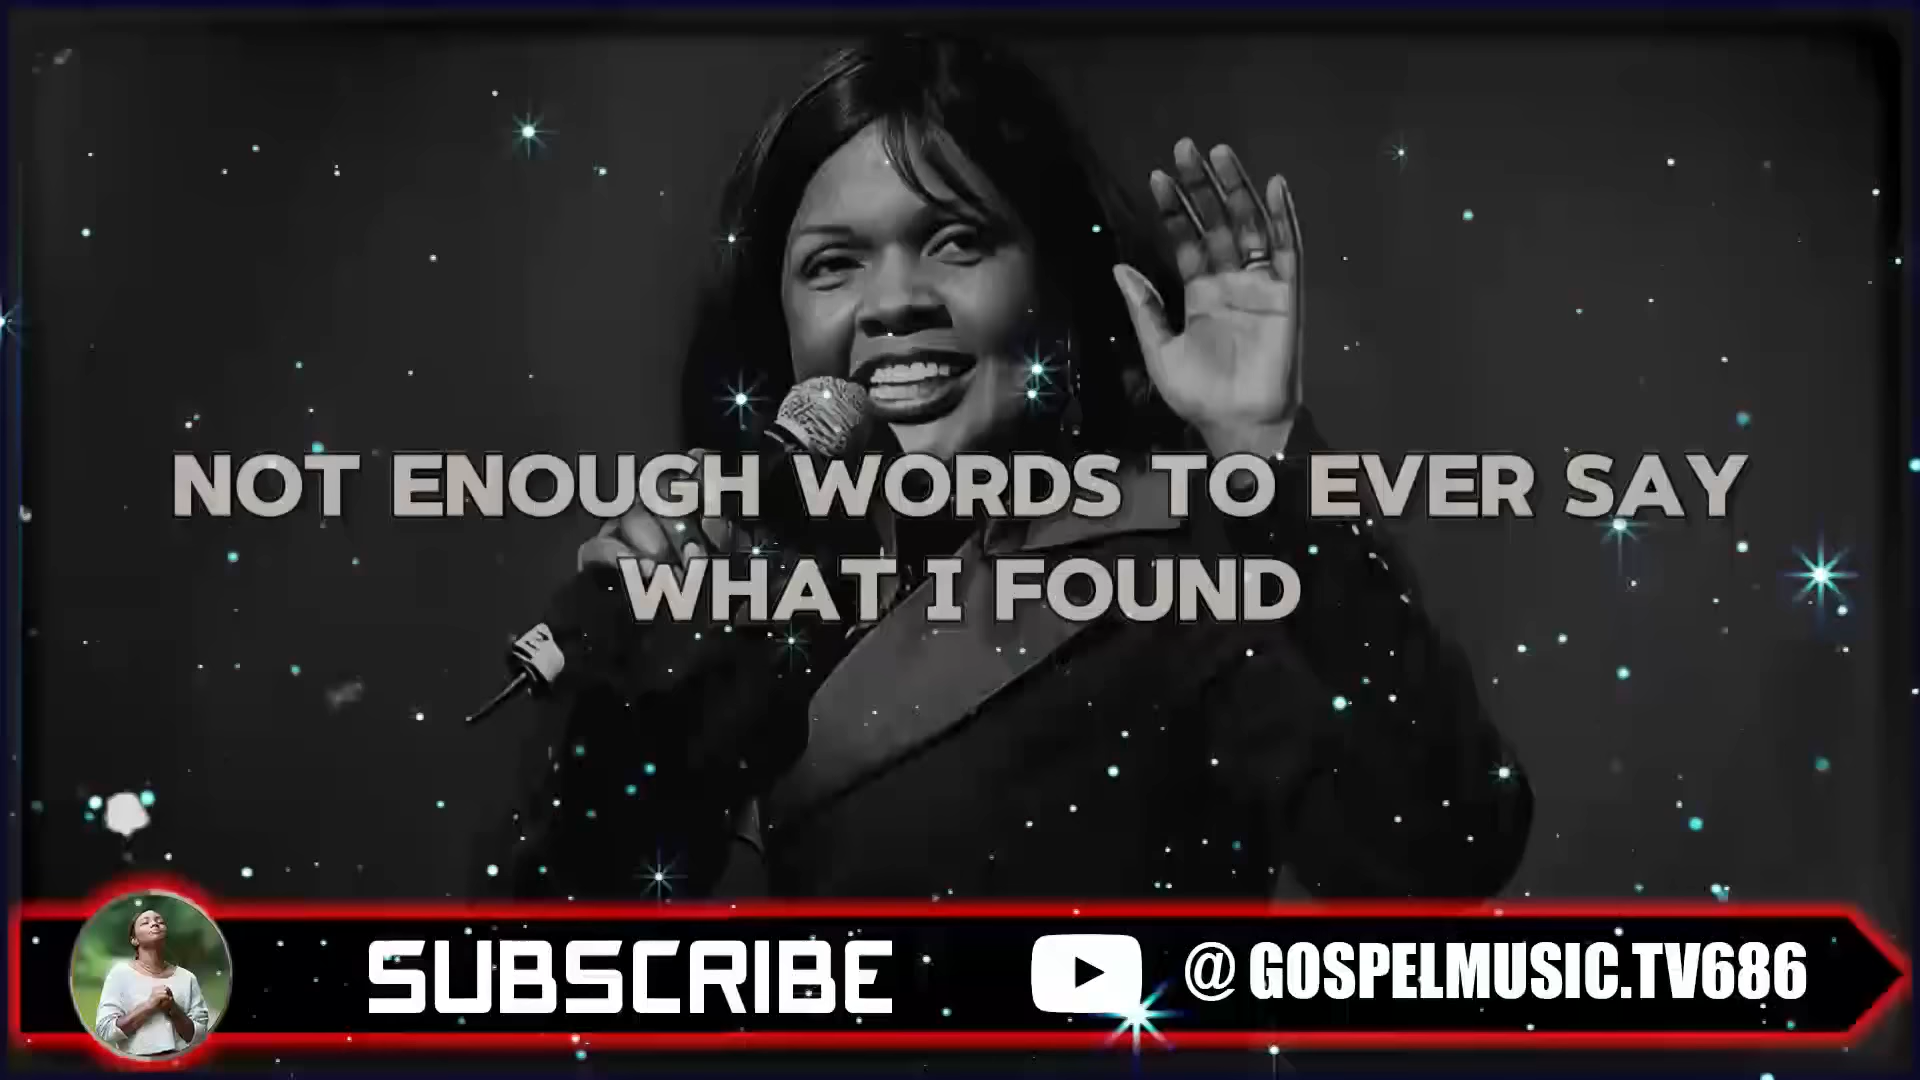 NOT ENOUGH WORDS TO EVER SAY
WHAT I FOUND
SUBSCRIBE
@GOSPELMUSIC.TV686